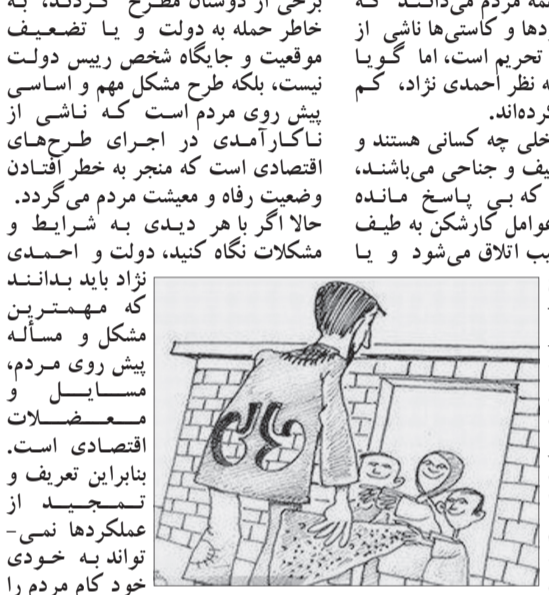 همه مردم می‌دانند که
کمبودها و کاستی‌ها ناشی از
تحریم است، اما گویا
به نظر احمدی نژاد، کم
کرده‌اند.
داخلی چه کسانی هستند و
طیف و جناحی می‌باشند،
که بی پاسخ مانده
عوامل کارشکن به طیف
اتلاق می‌شود و یا
برخی از دوستان مطرح کردند، به
خاطر حمله به دولت و یا تضعیف
موقعیت و جایگاه شخص رییس دولت
نیست، بلکه طرح مشکل مهم و اساسی
پیش روی مردم است که ناشی از
ناکارآمدی در اجرای طرح‌های
اقتصادی است که منجر به خطر افتادن
وضعیت رفاه و معیشت مردم می‌گردد.
حالا اگر با هر دیدی به شرایط و
مشکلات نگاه کنید، دولت و احمدی
نژاد باید بدانند
که مهمترین
مشکل و مسأله
پیش روی مردم،
مسایل و
معضلات
اقتصادی است.
بنابراین تعریف و
تمجید از
عملکردها نمی-
تواند به خودی
خود کام مردم را